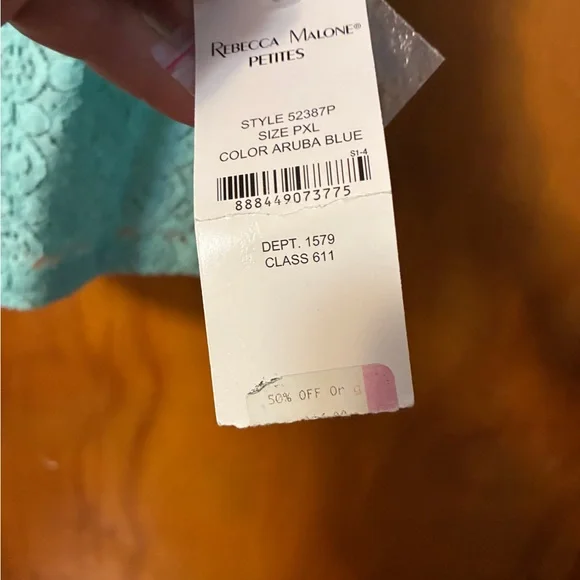 REBECCA MALONE®
PETITES
STYLE 52387P
SIZE PXL
COLOR ARUBA BLUE
S1-4
888449073775
DEPT. 1579
CLASS 611
50% OFF Or